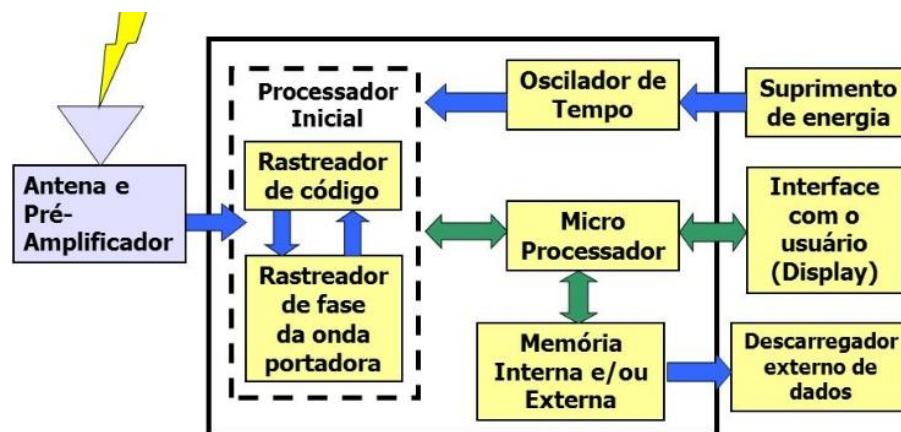 Antena e
Pré-
Amplificador
Processador
Inicial
Rastreador
de código
Rastreador
de fase
da onda
portadora
Oscilador de
Tempo
Micro
Processador
Memória
Interna e/ou
Externa
Suprimento
de energia
Interface
com o
usuário
(Display)
Descarregador
externo de
dados